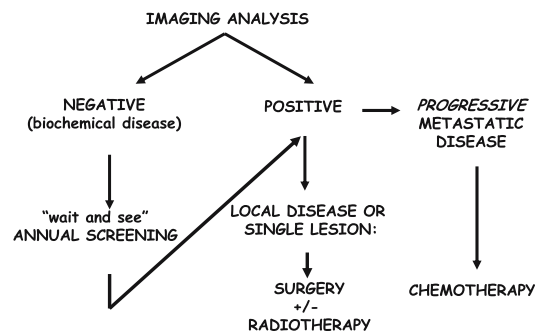 IMAGING ANALYSIS
NEGATIVE
(biochemical disease)
POSITIVE
PROGRESSIVE
METASTATIC
DISEASE
"wait and see"
ANNUAL SCREENING
LOCAL DISEASE OR
SINGLE LESION:
SURGERY
+/-
RADIOTHERAPY
CHEMOTHERAPY